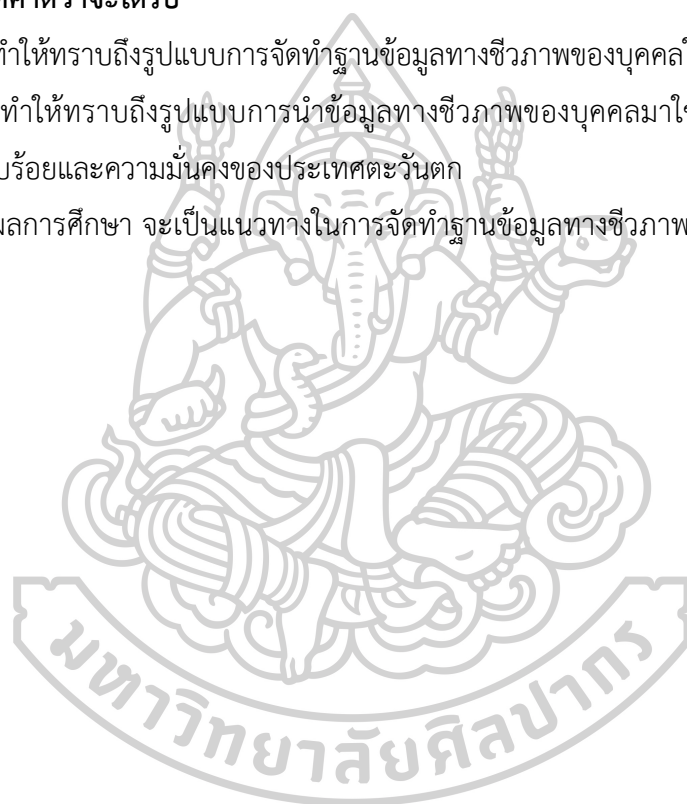 ทำให้ทราบถึงรูปแบบการจัดทำฐานข้อมูลทางชีวภาพของบุคคล
ทำให้ทราบถึงรูปแบบการนำข้อมูลทางชีวภาพของบุคคลมาใช
บร้อยและความมั่นคงของประเทศตะวันตก
ผลการศึกษา จะเป็นแนวทางในการจัดทำฐานข้อมูลทางชีวภาพ
มหาวิทยาลัยศิลปากร